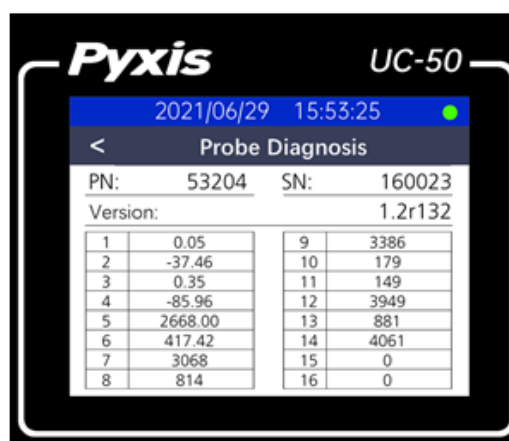 Pyxis UC-50
2021/06/29 15:53:25
< Probe Diagnosis
PN: 53204 SN: 160023
Version: 1.2r132
1 0.05 9 3386
2 -37.46 10 179
3 0.35 11 149
4 -85.96 12 3949
5 2668.00 13 881
6 417.42 14 4061
7 3068 15 0
8 814 16 0